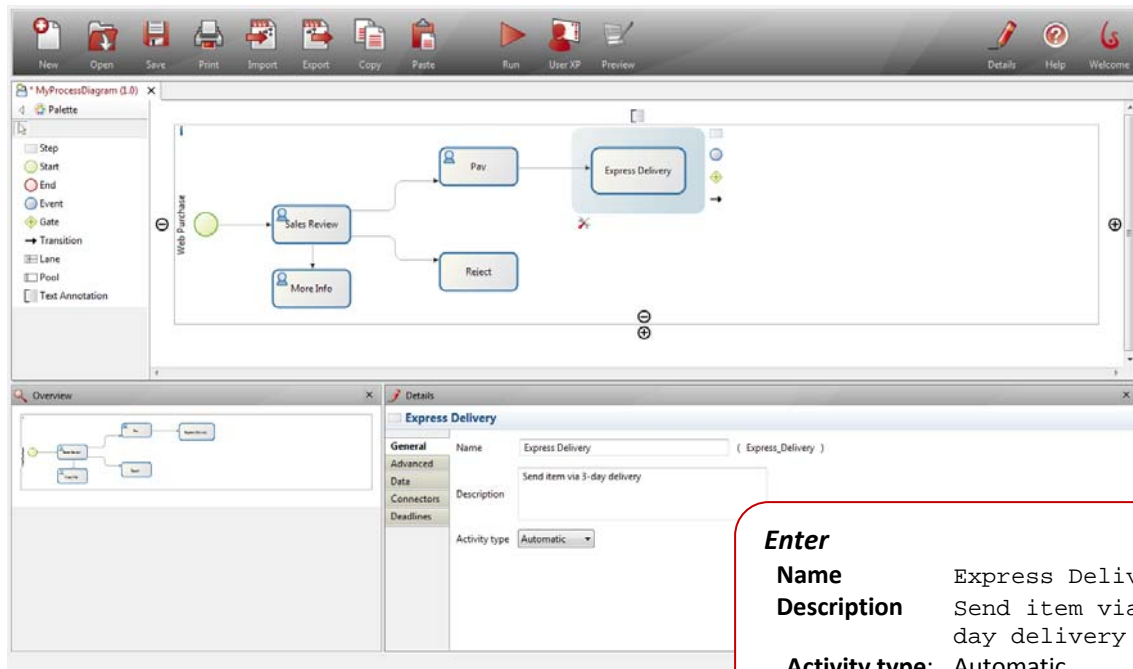 New Open Save Print Import Export Copy Paste Run User XP Preview Details Help Welcome
* MyProcessDiagram (1.0)
Palette
Step
Start
End
Event
Gate
Transition
Lane
Pool
Text Annotation
Web Purchase
Pay
Express Delivery
Sales Review
More Info
Reject
Overview
Details
Express Delivery
General
Advanced
Data
Connectors
Deadlines
Name Express Delivery ( Express_Delivery )
Description Send item via 3-day delivery
Activity type Automatic
Enter
Name Express Deliv
Description Send item via
day delivery
Activity type: Automatic